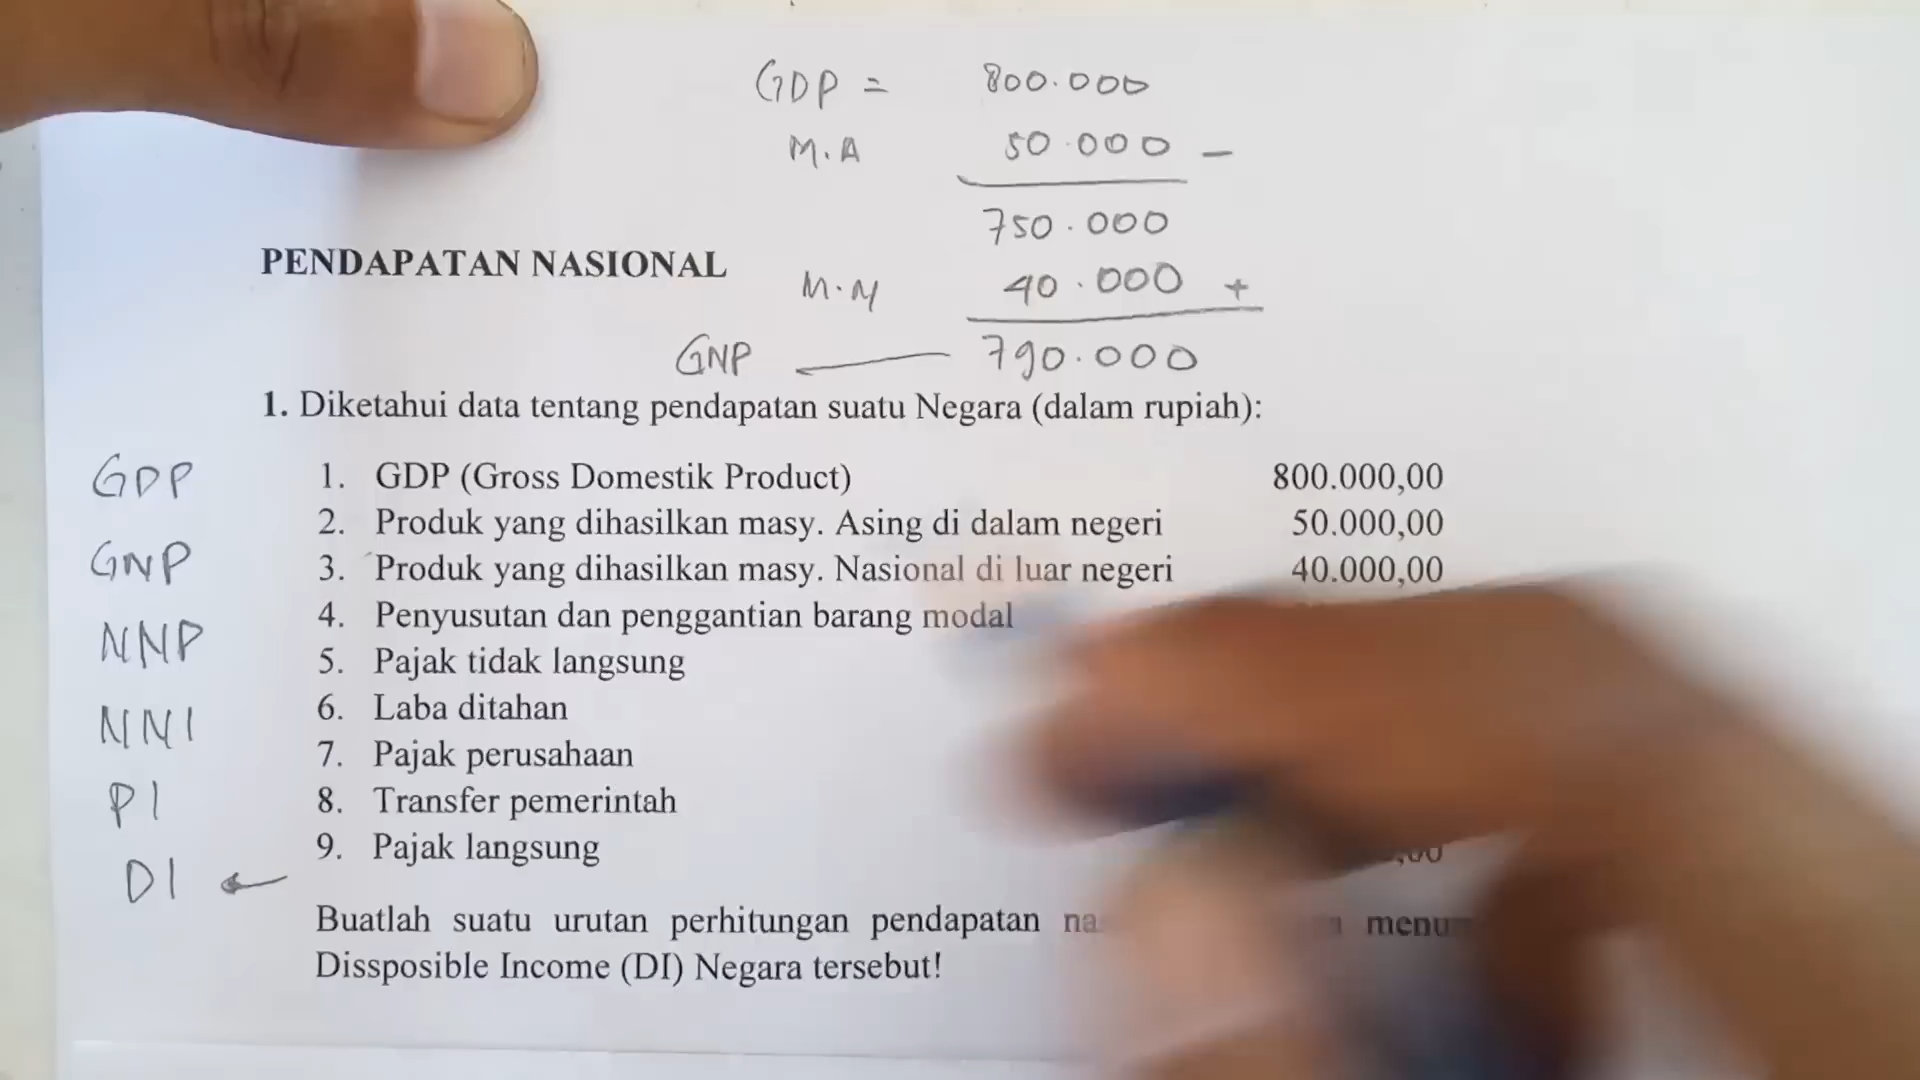 GDP = 800.000
M.A 50.000 -
750.000
PENDAPATAN NASIONAL
M.N 40.000 +
GNP 790.000
1. Diketahui data tentang pendapatan suatu Negara (dalam rupiah):
GDP
1. GDP (Gross Domestik Product) 800.000,00
2. Produk yang dihasilkan masy. Asing di dalam negeri 50.000,00
GNP
3. Produk yang dihasilkan masy. Nasional di luar negeri 40.000,00
4. Penyusutan dan penggantian barang modal
NNP
5. Pajak tidak langsung
6. Laba ditahan
NNI
7. Pajak perusahaan
PI
8. Transfer pemerintah
9. Pajak langsung
DI
Buatlah suatu urutan perhitungan pendapatan
Dissposible Income (DI) Negara tersebut!